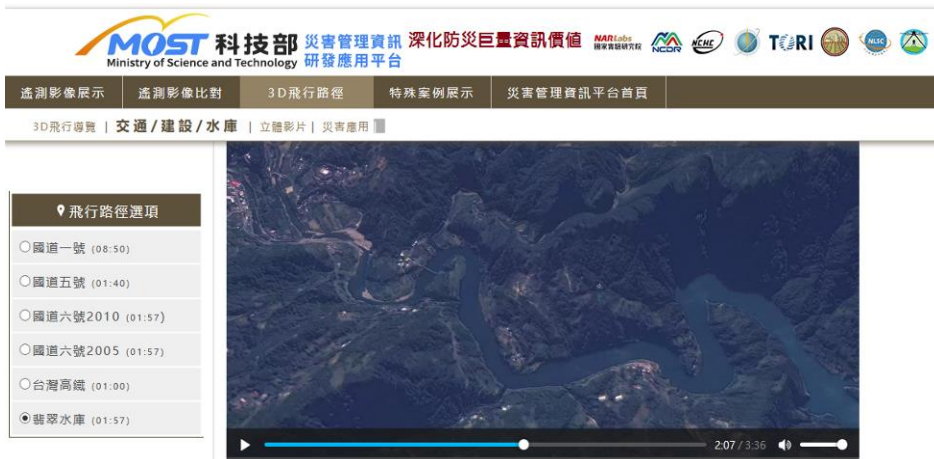 MOST 科技部 災害管理資訊 深化防災巨量資訊價值 NARLabs NCDR NCHC TORI NLSC
Ministry of Science and Technology 研發應用平台 國家實驗研究院
遙測影像展示 遙測影像比對 3D飛行路徑 特殊案例展示 災害管理資訊平台首頁
3D飛行導覽 | 交通/建設/水庫 | 立體影片 | 災害應用
飛行路徑選項
國道一號 (08:50)
國道五號 (01:40)
國道六號2010 (01:57)
國道六號2005 (01:57)
台灣高鐵 (01:00)
翡翠水庫 (01:57)
2:07 / 3:36